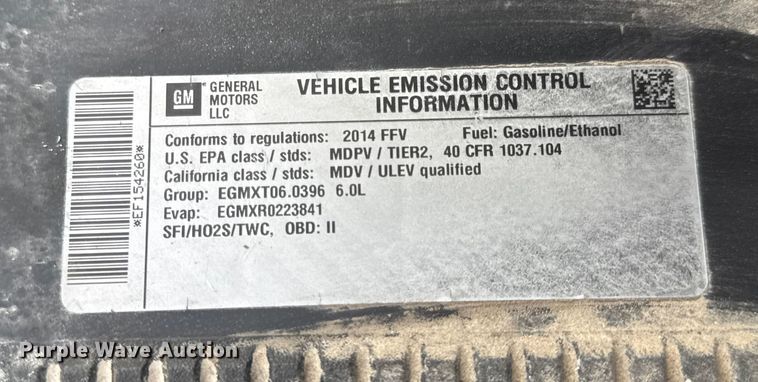 GM
GENERAL
MOTORS
LLC
VEHICLE EMISSION CONTROL
INFORMATION
*EF154260*
Conforms to regulations: 2014 FFV Fuel: Gasoline/Ethanol
U.S. EPA class / stds: MDPV / TIER2, 40 CFR 1037.104
California class / stds: MDV / ULEV qualified
Group: EGMXT06.0396 6.0L
Evap: EGMXR0223841
SFI/HO2S/TWC, OBD: II
Purple Wave Auction